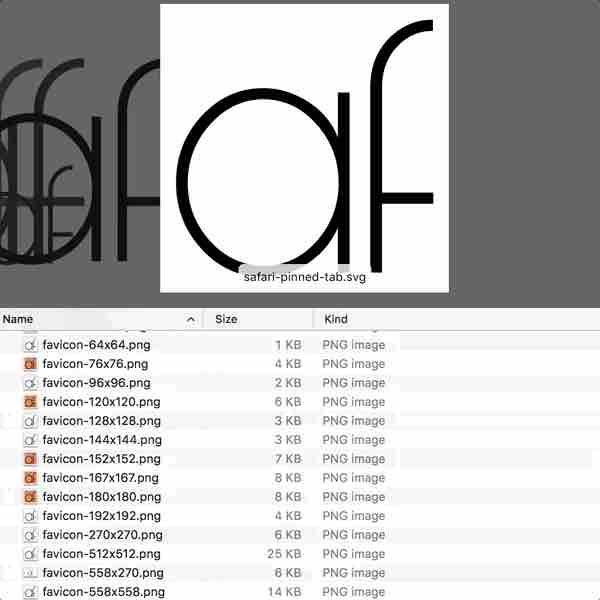 af
safari-pinned-tab.svg
Name Size Kind
favicon-64x64.png 1 KB PNG image
favicon-76x76.png 4 KB PNG image
favicon-96x96.png 2 KB PNG image
favicon-120x120.png 6 KB PNG image
favicon-128x128.png 3 KB PNG image
favicon-144x144.png 3 KB PNG image
favicon-152x152.png 7 KB PNG image
favicon-167x167.png 8 KB PNG image
favicon-180x180.png 8 KB PNG image
favicon-192x192.png 4 KB PNG image
favicon-270x270.png 6 KB PNG image
favicon-512x512.png 25 KB PNG image
favicon-558x270.png 6 KB PNG image
favicon-558x558.png 14 KB PNG image